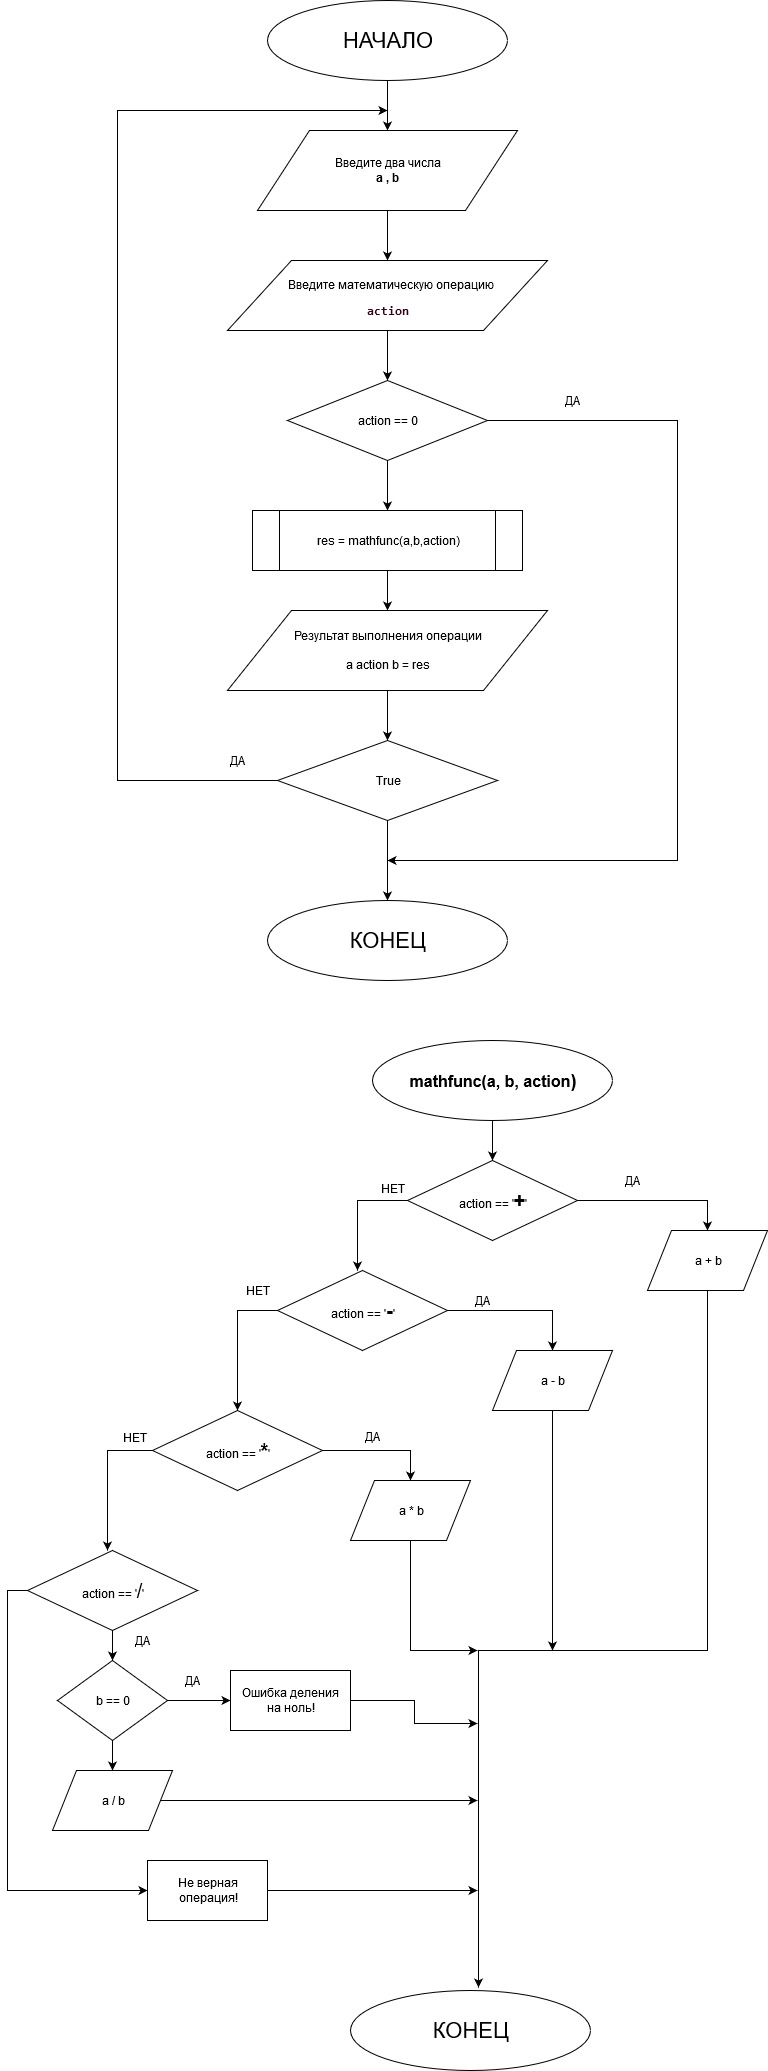 НАЧАЛО
Введите два числа
a , b
Введите математическую операцию
action
action == 0
ДА
res = mathfunc(a,b,action)
Результат выполнения операции
a action b = res
ДА
True
КОНЕЦ
mathfunc(a, b, action)
НЕТ
action == '+'
ДА
a + b
НЕТ
action == '-'
ДА
a - b
НЕТ
action == '*'
ДА
a * b
action == '/'
ДА
b == 0
ДА
Ошибка деления
на ноль!
a / b
Не верная
операция!
КОНЕЦ